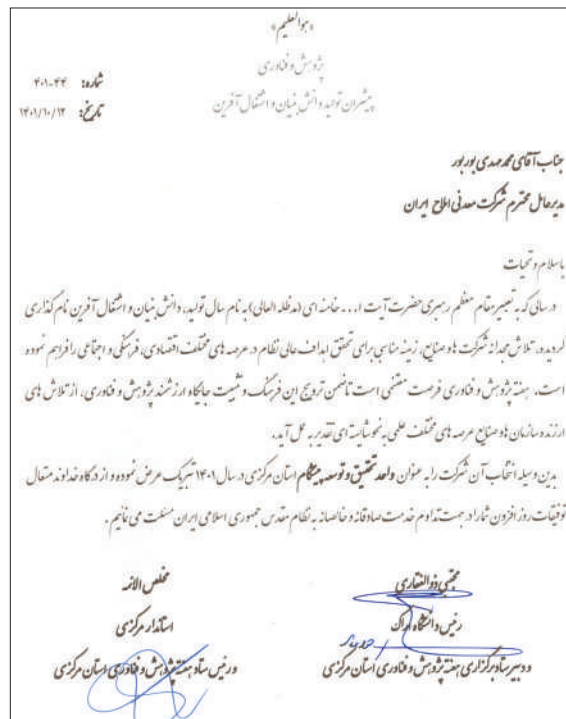 «هوالعلیم»
پژوهش و فناوری
پیشران تولید دانش بنیان و اشتغال آفرین
شماره: ۴۰۱-۴۴
تاریخ: ۱۴۰۱/۱۰/۱۲
جناب آقای محمدمهدی بوربور
مدیرعامل محترم شرکت معدنی املاح ایران
باسلام و تحیات
در سالی که به تعبیر مقام معظم رهبری حضرت آیت ا... خامنه ای (مدظله العالی) به نام سال تولید، دانش بنیان و اشتغال آفرین نام گذاری
گردیده، تلاش مجدانه شرکت ها و صنایع، زمینه مناسبی برای تحقق اهداف عالی نظام در عرصه های مختلف اقتصادی، فرهنگی و اجتماعی را فراهم نموده
است. هفته پژوهش و فناوری فرصت مغتنمی است تا ضمن ترویج این فرهنگ و تثبیت جایگاه ارزشمند پژوهش و فناوری، از تلاش های
ارزنده سازمان ها و صنایع عرصه های مختلف علمی به نحو شایسته ای تقدیر به عمل آید.
بدین وسیله انتخاب آن شرکت را به عنوان واحد تحقیق و توسعه پیشگام استان مرکزی در سال ۱۴۰۱ تبریک عرض نموده و از درگاه خداوند متعال
توفیقات روز افزون شما را در جهت تداوم خدمت صادقانه و خالصانه به نظام مقدس جمهوری اسلامی ایران مسئلت می نمائیم.
مجتبی ذوالفقاری
رئیس دانشگاه اراک
و دبیر ستاد برگزاری هفته پژوهش و فناوری استان مرکزی
مخلص الائمه
استاندار مرکزی
و رئیس ستاد هفته پژوهش و فناوری استان مرکزی